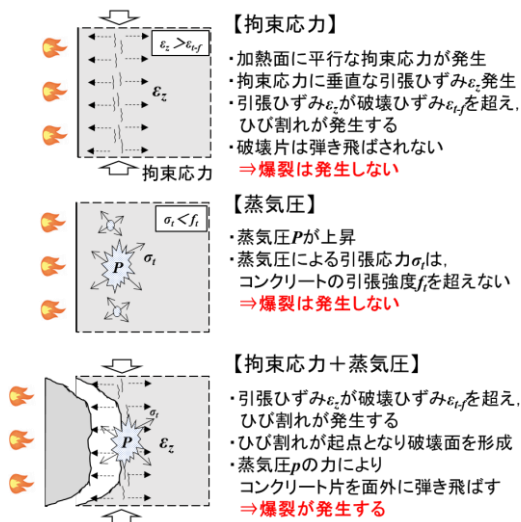 【拘束応力】
εz＞εt-f
・加熱面に平行な拘束応力が発生
・拘束応力に垂直な引張ひずみεz発生
・引張ひずみεzが破壊ひずみεt-fを超え,
ひび割れが発生する
・破壊片は弾き飛ばされない
⇒爆裂は発生しない
εz
拘束応力
【蒸気圧】
σt＜ft
・蒸気圧Pが上昇
・蒸気圧による引張応力σtは,
コンクリートの引張強度ftを超えない
⇒爆裂は発生しない
P
σt
【拘束応力＋蒸気圧】
・引張ひずみεzが破壊ひずみεt-fを超え,
ひび割れが発生する
・ひび割れが起点となり破壊面を形成
・蒸気圧pの力により
コンクリート片を面外に弾き飛ばす
⇒爆裂が発生する
σt
P
εz